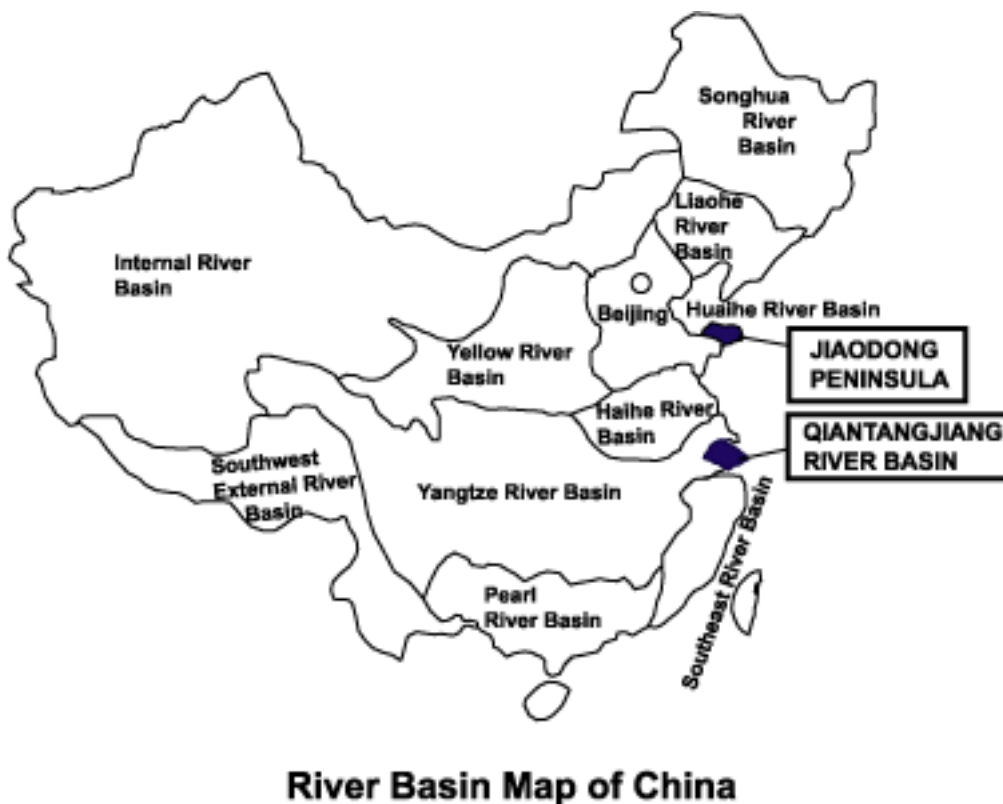 Songhua
River
Basin
Liaohe
River
Basin
Internal River
Basin
Beijing
Huaihe River Basin
JIAODONG
PENINSULA
Yellow River
Basin
Haihe River
Basin
QIANTANGJIANG
RIVER BASIN
Southwest
External River
Basin
Yangtze River Basin
Southeast River Basin
Pearl
River Basin
River Basin Map of China